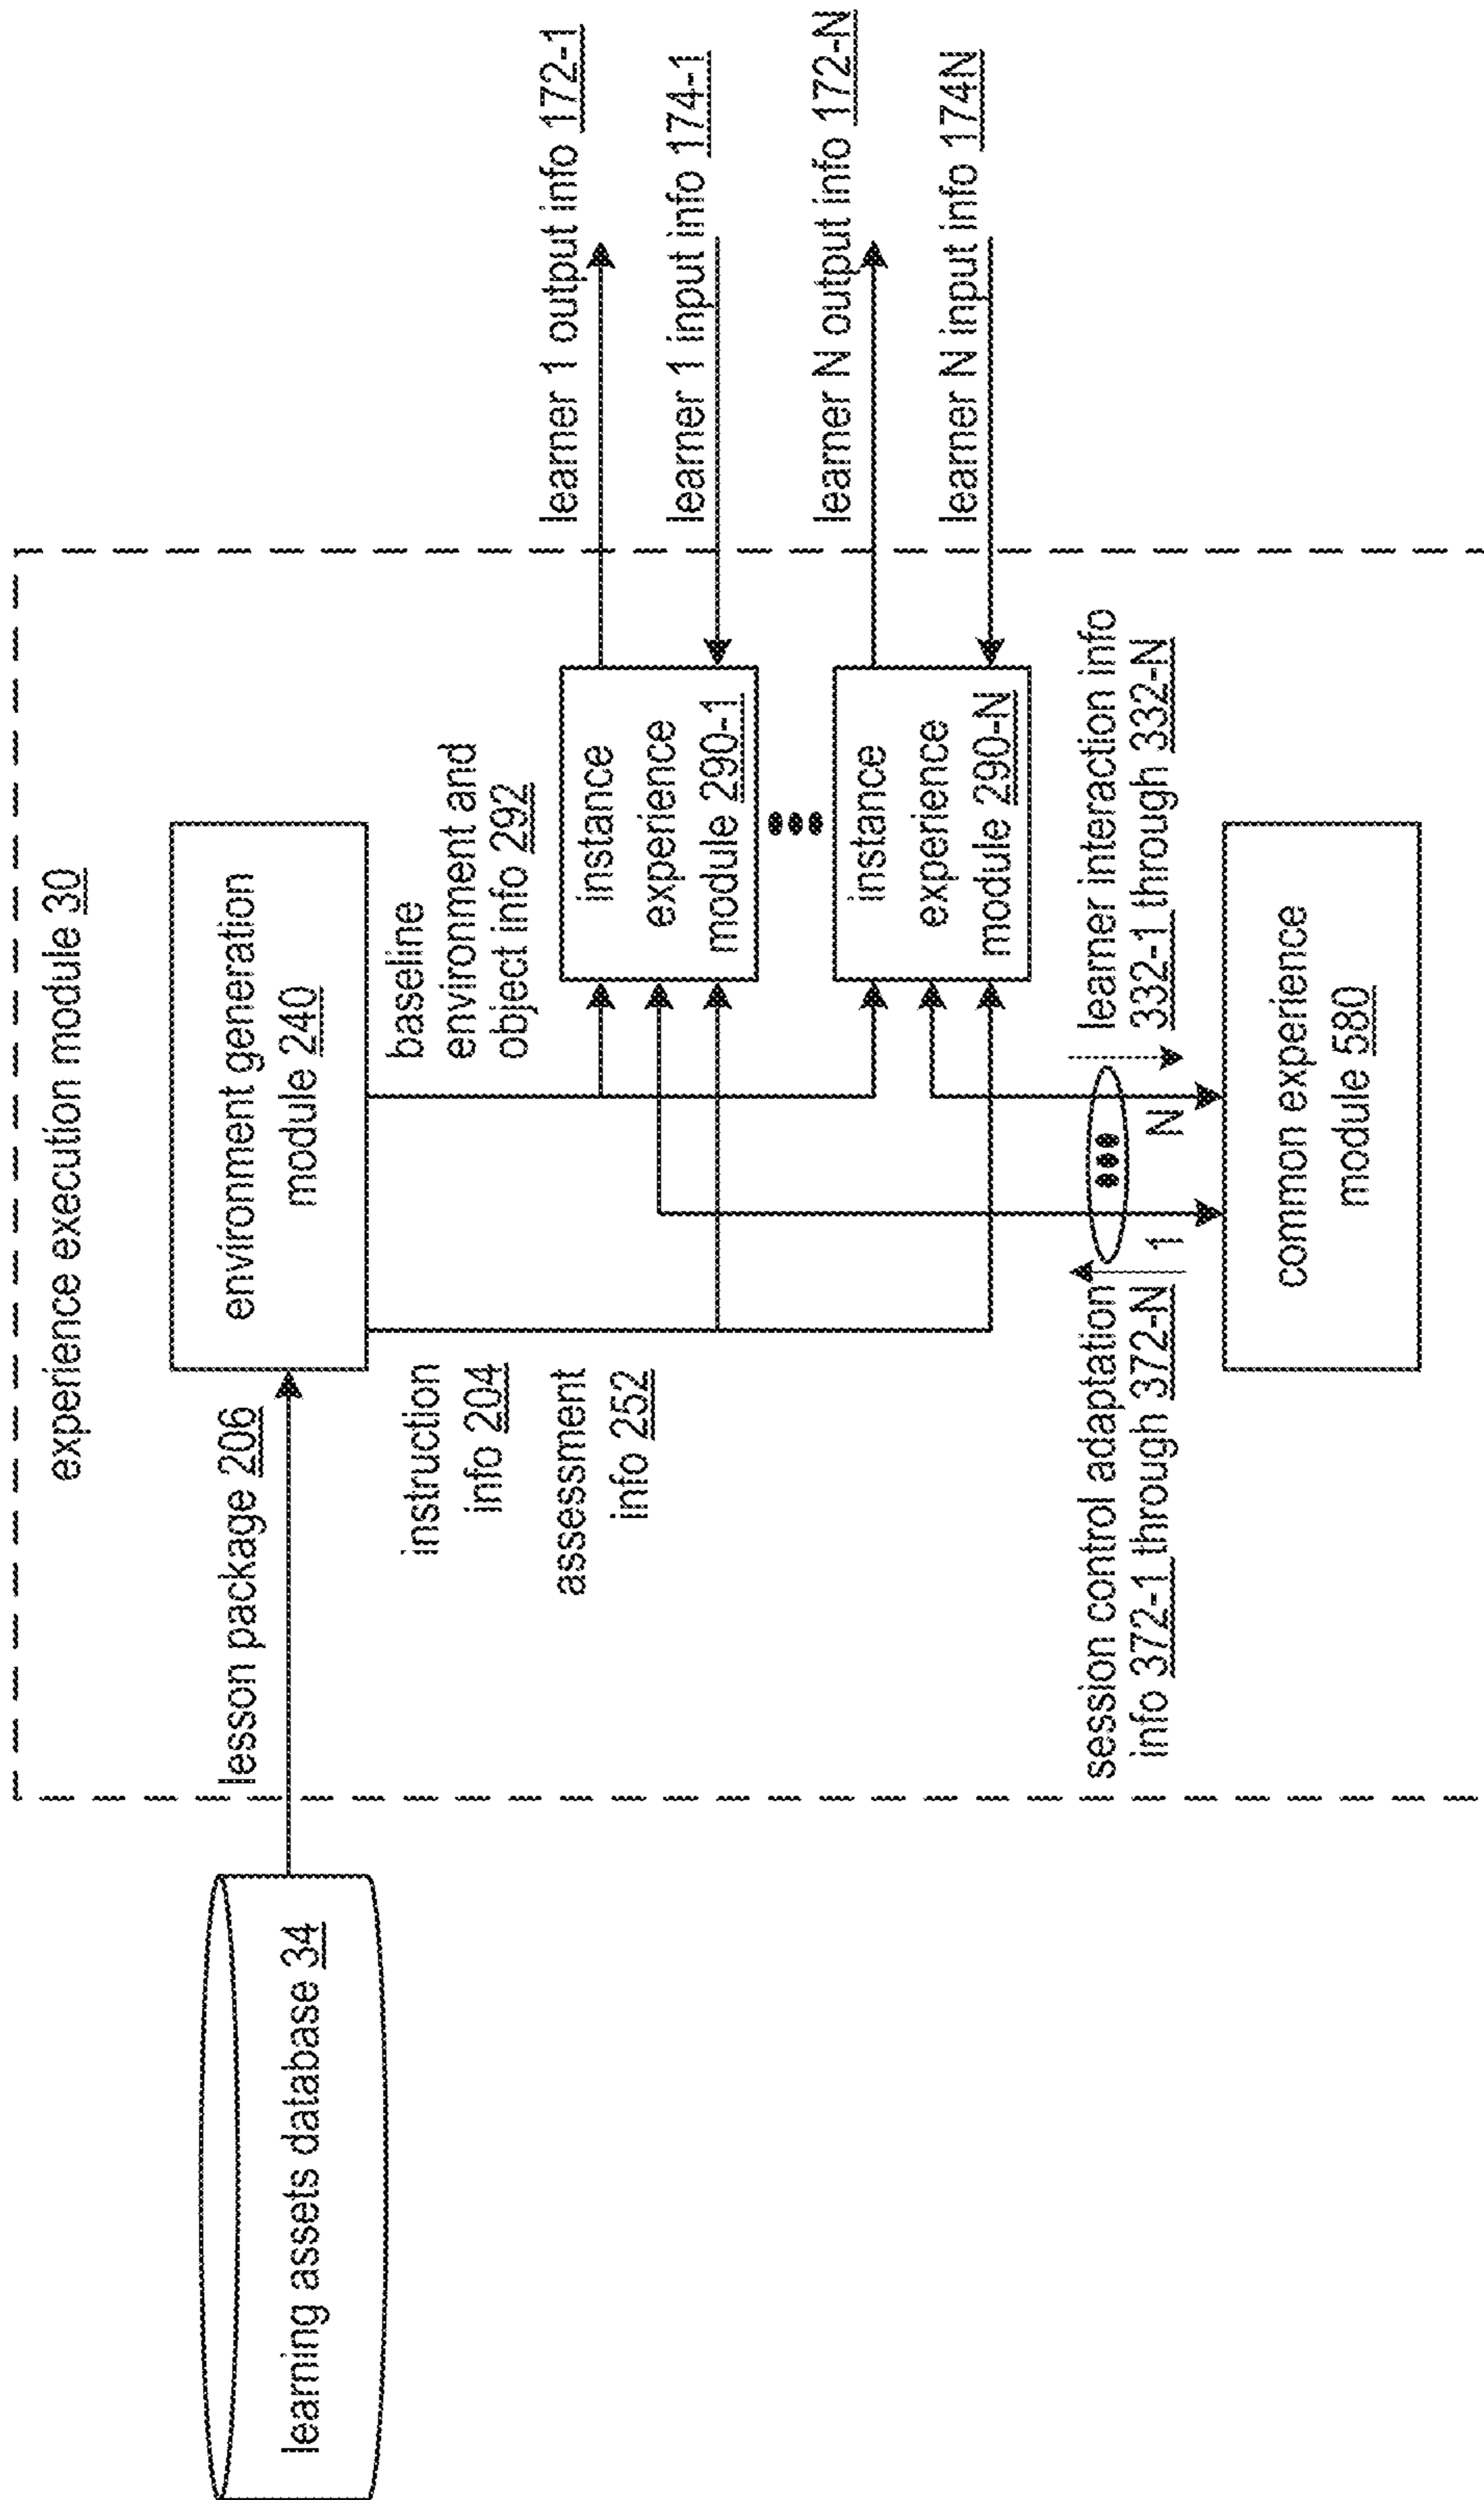 experience execution module 30
learning assets database 34
lesson package 206
environment generation
module 240
instruction
info 204
assessment
info 252
baseline
environment and
object info 292
instance
experience
module 290-1
learner 1 output info 172-1
learner 1 input info 174-1
instance
experience
module 290-N
learner N output info 172-N
learner N input info 174N
session control adaptation
info 372-1 through 372-N
1
N
learner interaction info
332-1 through 332-N
common experience
module 580